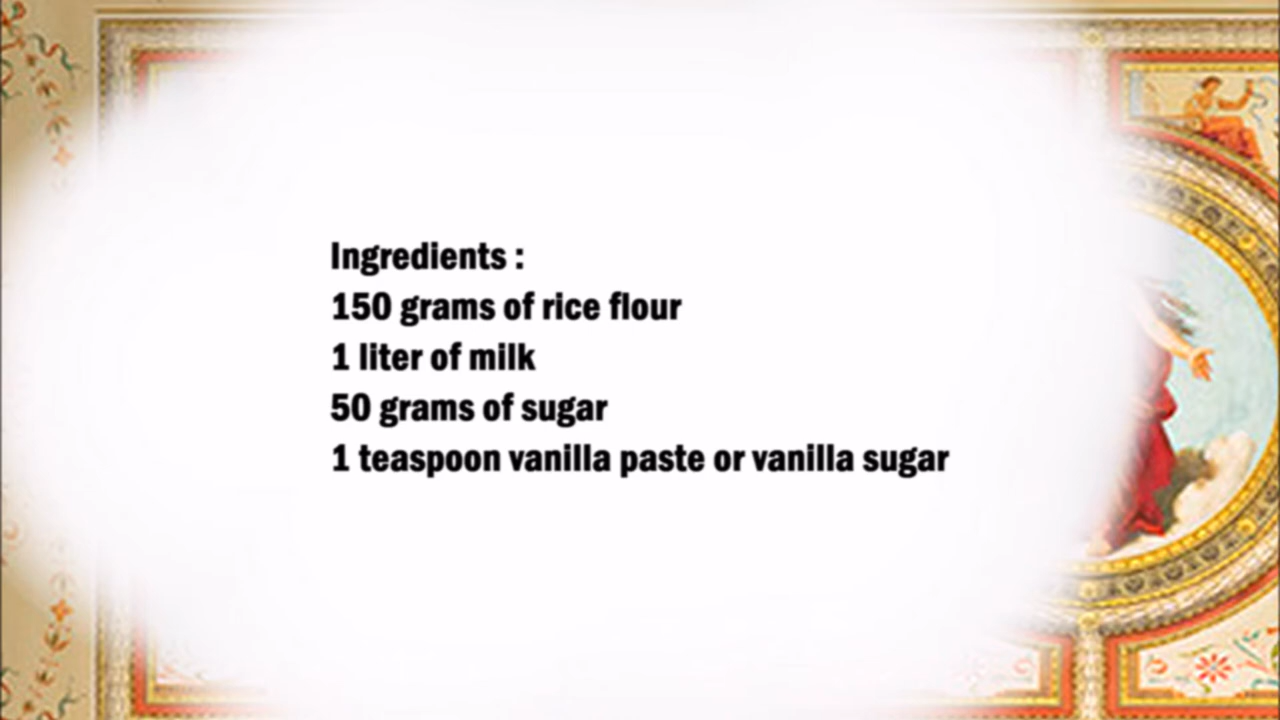 Ingredients :
150 grams of rice flour
1 liter of milk
50 grams of sugar
1 teaspoon vanilla paste or vanilla sugar